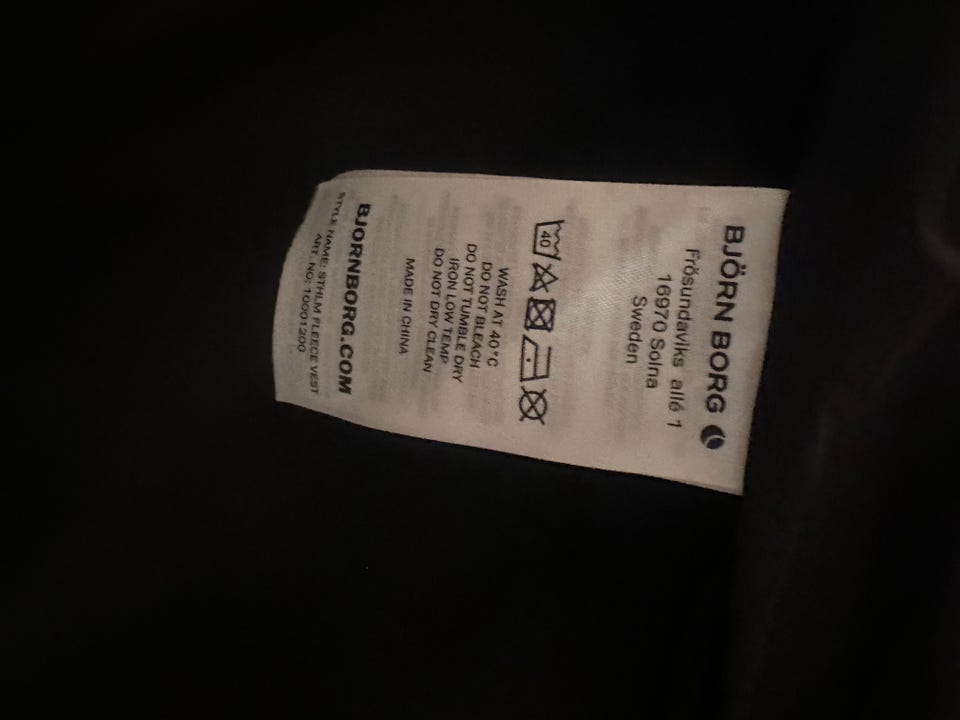 BJÖRN BORG
Frösundaviks allé 1
16970 Solna
Sweden
40
WASH AT 40°C
DO NOT BLEACH
DO NOT TUMBLE DRY
IRON LOW TEMP
DO NOT DRY CLEAN
MADE IN CHINA
BJORNBORG.COM
STYLE NAME: STHLM FLEECE VEST
ART. NO: 10001200